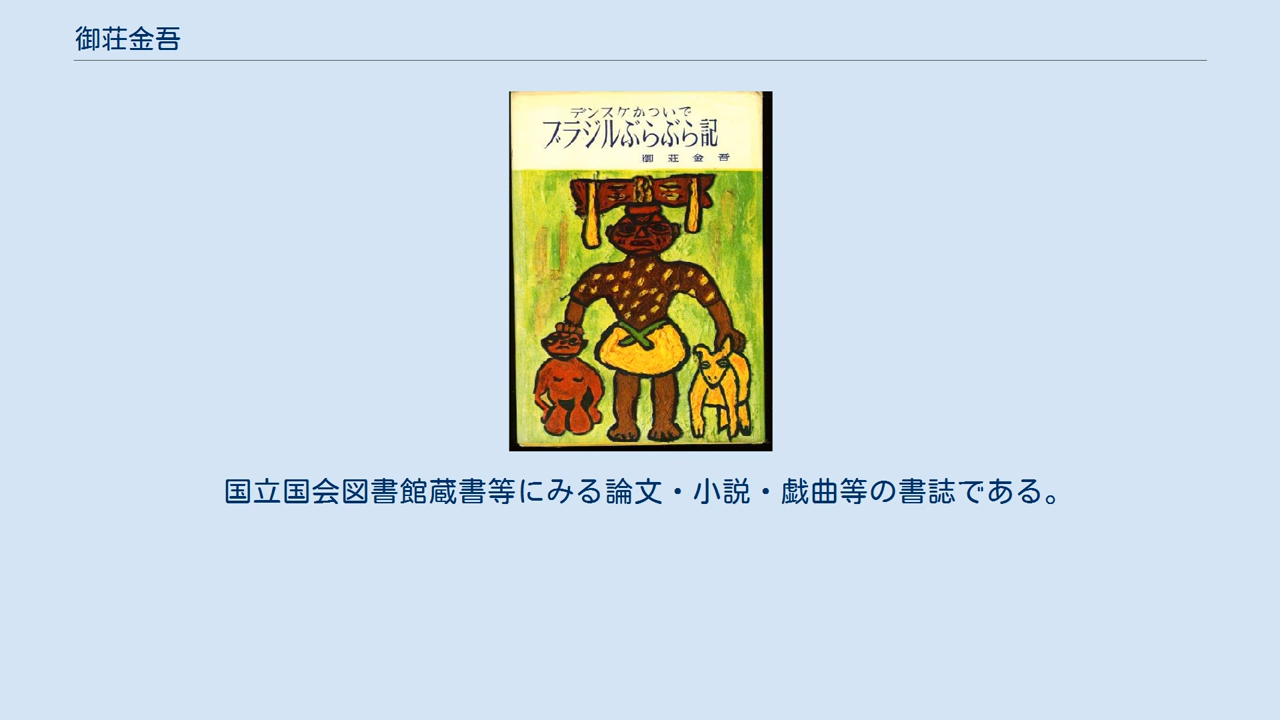 御荘金吾
デンスケかついで
ブラジルぶらぶら記
御荘金吾
国立国会図書館蔵書等にみる論文・小説・戯曲等の書誌である。